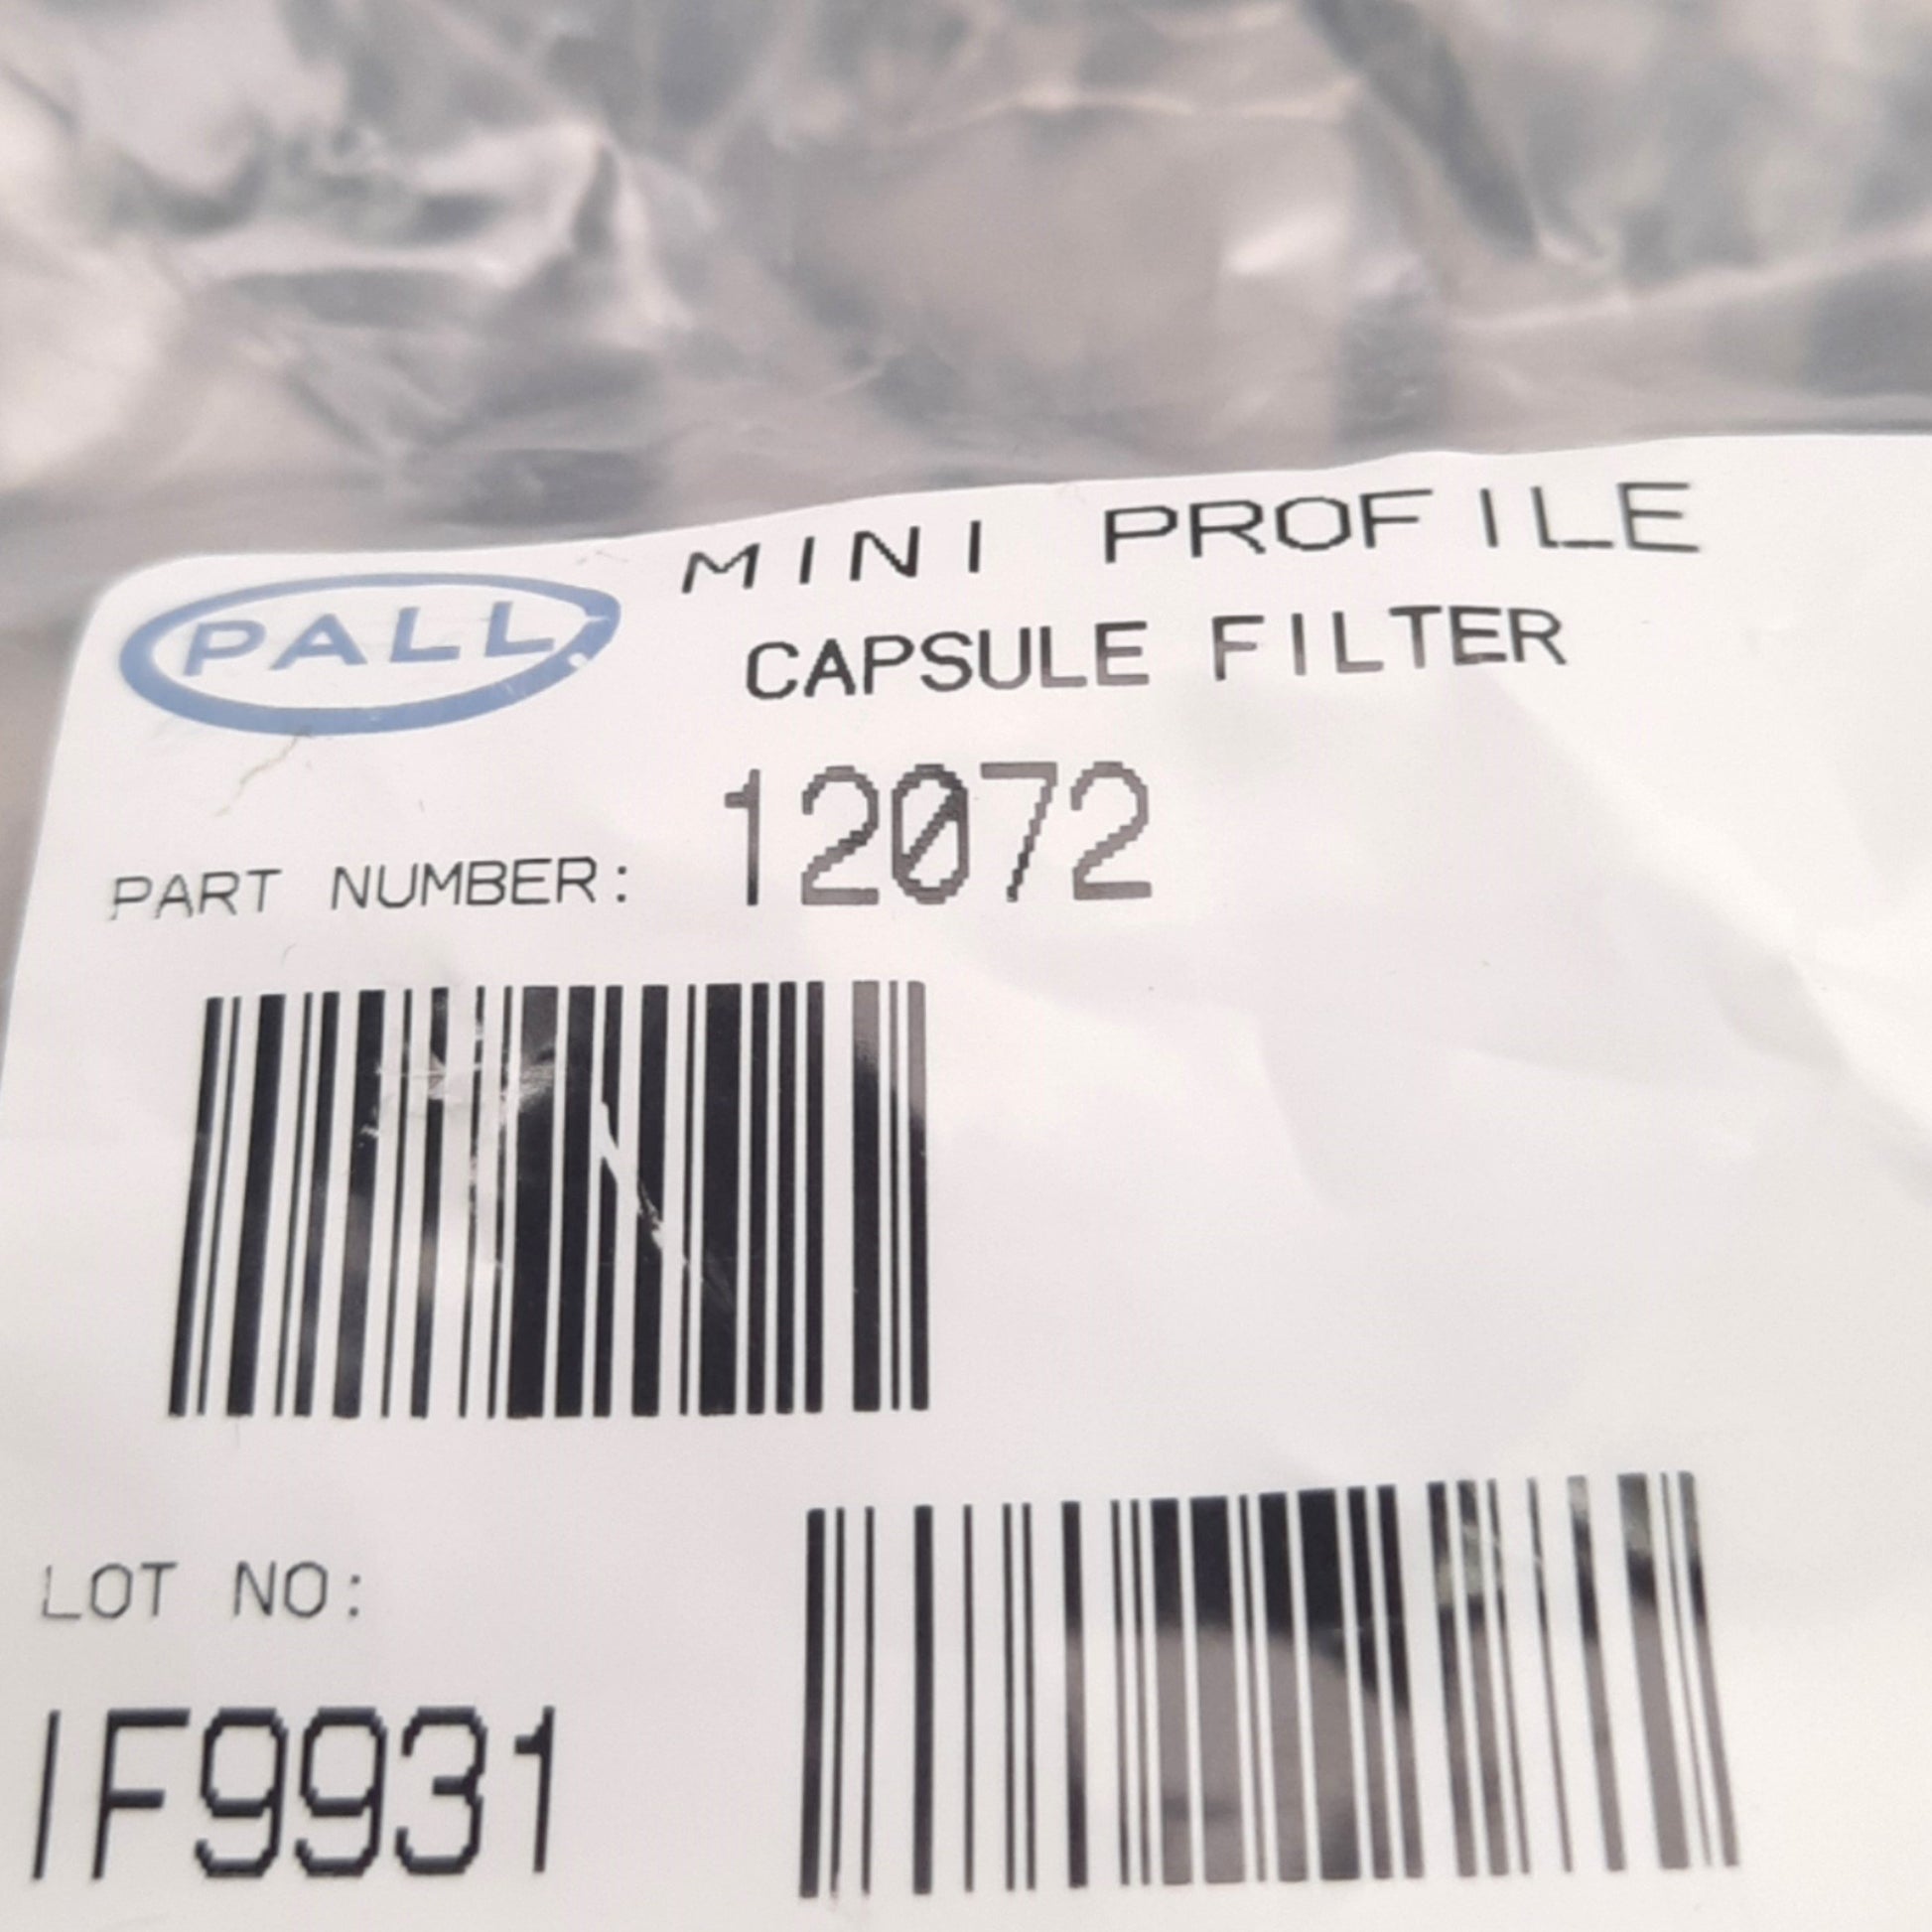 PALL
MINI PROFILE
CAPSULE FILTER
PART NUMBER: 12072
LOT NO:
IF9931